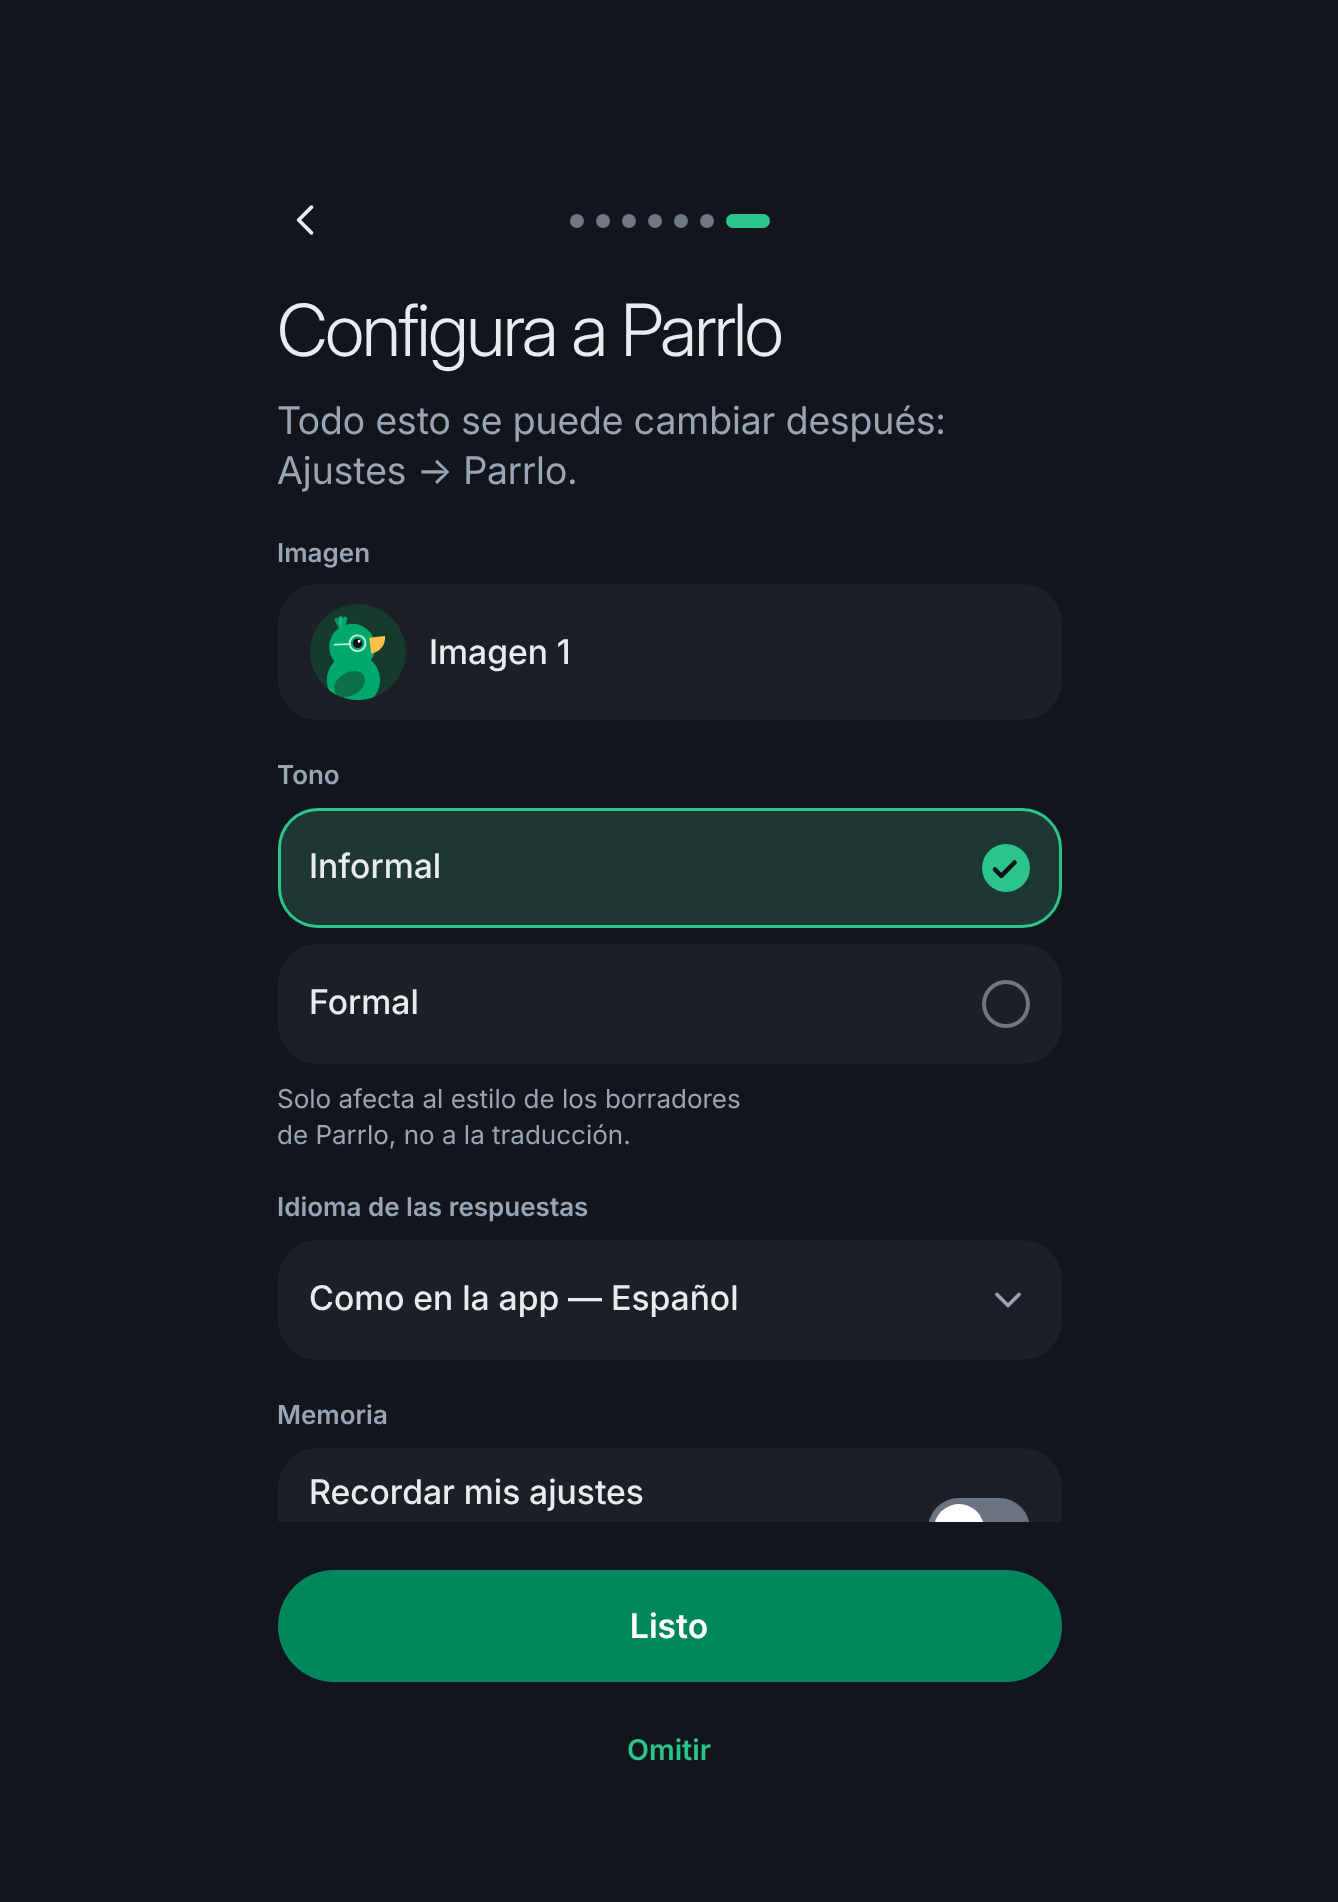 Configura a Parrlo
Todo esto se puede cambiar después:
Ajustes → Parrlo.
Imagen
Imagen 1
Tono
Informal
Formal
Solo afecta al estilo de los borradores
de Parrlo, no a la traducción.
Idioma de las respuestas
Como en la app — Español
Memoria
Recordar mis ajustes
Listo
Omitir